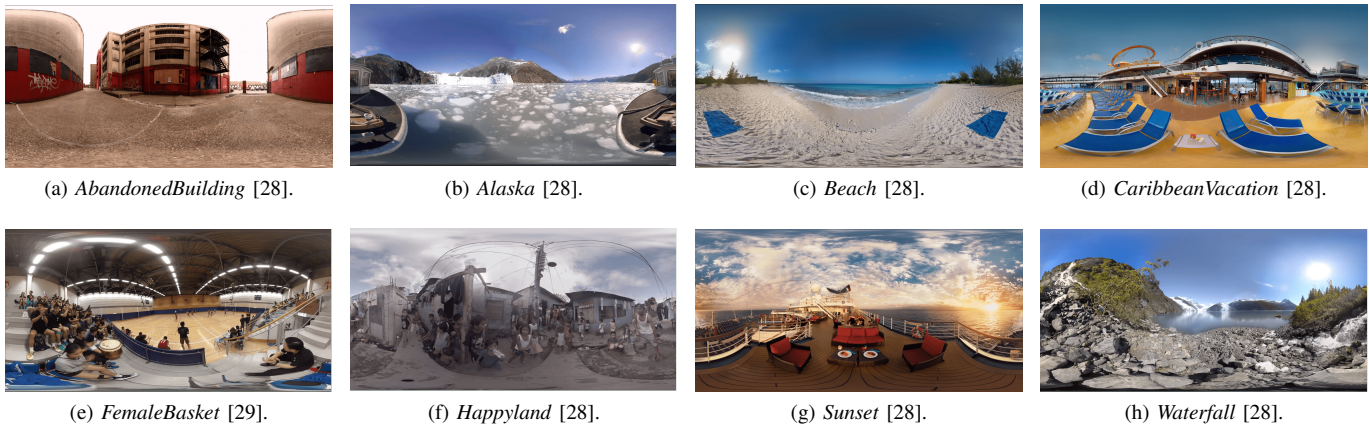 (a) AbandonedBuilding [28].
(b) Alaska [28].
(c) Beach [28].
(d) CaribbeanVacation [28].
(e) FemaleBasket [29].
(f) Happyland [28].
(g) Sunset [28].
(h) Waterfall [28].